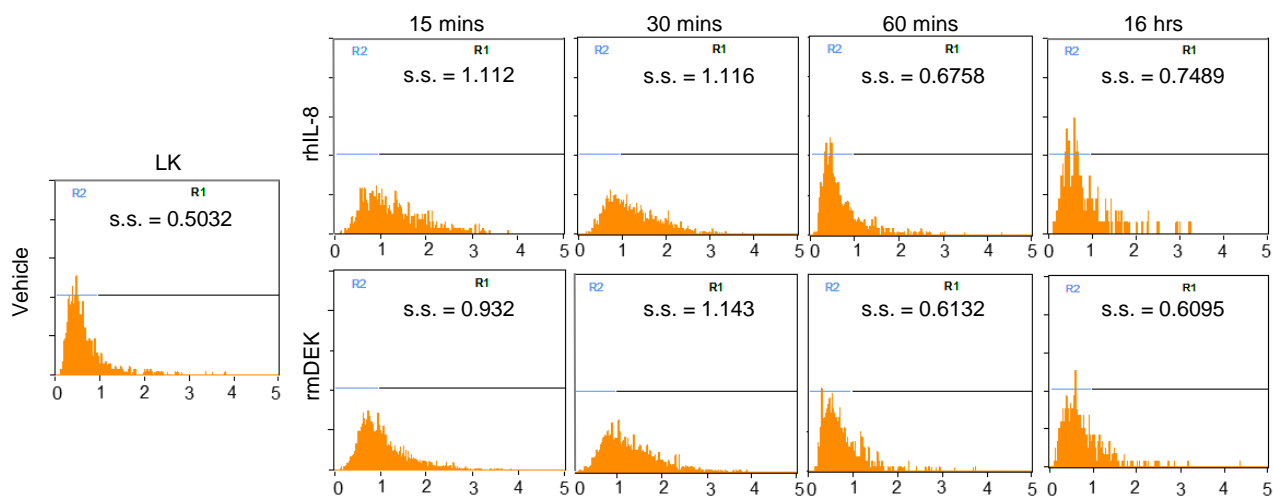 15 mins 30 mins 60 mins 16 hrs
rhIL-8
R2 R1 R2 R1 R2 R1 R2 R1
s.s. = 1.112 s.s. = 1.116 s.s. = 0.6758 s.s. = 0.7489
0 1 2 3 4 5 0 1 2 3 4 5 0 1 2 3 4 5 0 1 2 3 4 5
LK
Vehicle
R2 R1
s.s. = 0.5032
0 1 2 3 4 5
rmDEK
R2 R1 R2 R1 R2 R1 R2 R1
s.s. = 0.932 s.s. = 1.143 s.s. = 0.6132 s.s. = 0.6095
0 1 2 3 4 5 0 1 2 3 4 5 0 1 2 3 4 5 0 1 2 3 4 5